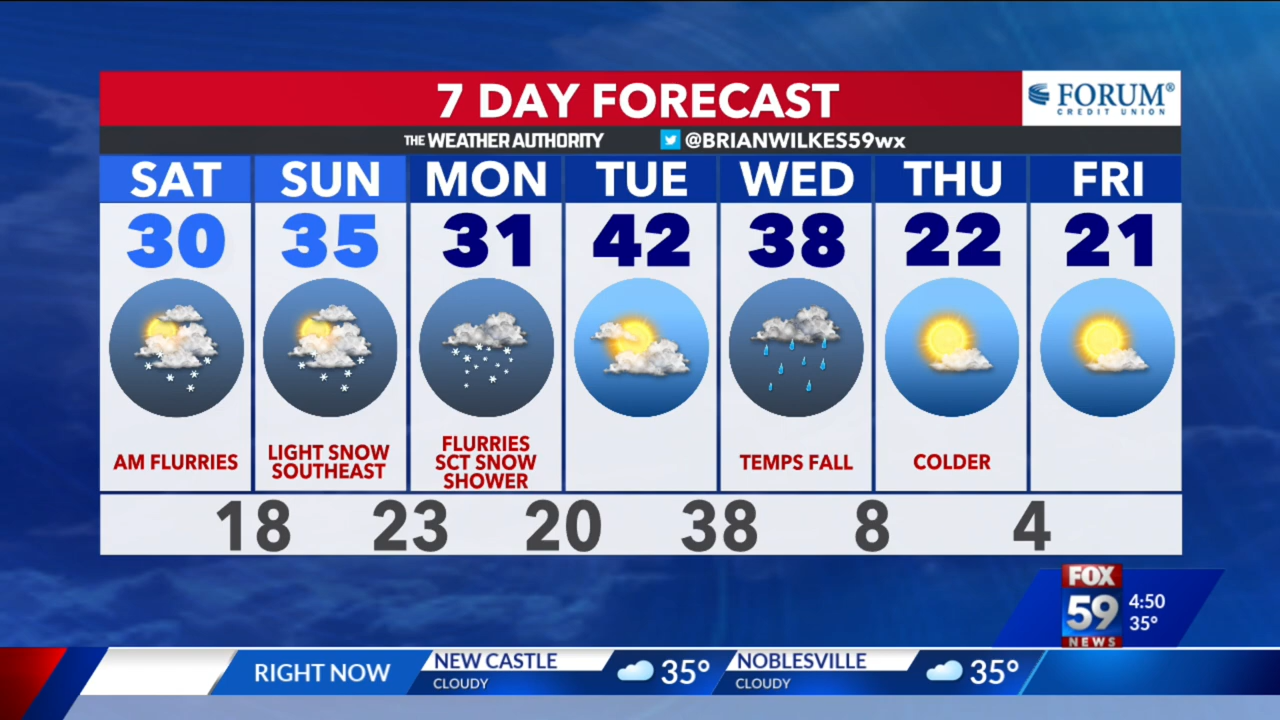 7 DAY FORECAST
FORUM®
CREDIT UNION
THE WEATHER AUTHORITY @BRIANWILKES59wx
SAT SUN MON TUE WED THU FRI
30 35 31 42 38 22 21
AM FLURRIES
LIGHT SNOW
SOUTHEAST
FLURRIES
SCT SNOW
SHOWER
TEMPS FALL
COLDER
18 23 20 38 8 4
FOX
59
NEWS
4:50
35°
RIGHT NOW
NEW CASTLE
CLOUDY
35°
NOBLESVILLE
CLOUDY
35°